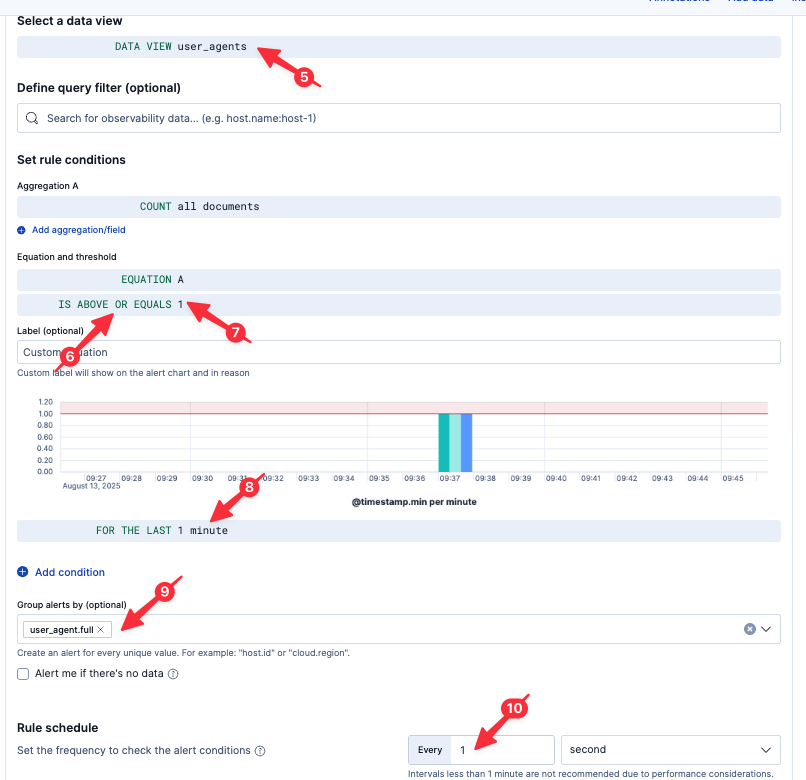 Select a data view
DATA VIEW user_agents
5
Define query filter (optional)
Search for observability data... (e.g. host.name:host-1)
Set rule conditions
Aggregation A
COUNT all documents
Add aggregation/field
Equation and threshold
EQUATION A
IS ABOVE OR EQUALS 1
7
Label (optional)
6
Custom equation
Custom label will show on the alert chart and in reason
1.20
1.00
0.80
0.60
0.40
0.20
0.00
09:27 09:28 09:29 09:30 09:31 09:32 09:33 09:34 09:35 09:36 09:37 09:38 09:39 09:40 09:41 09:42 09:43 09:44 09:45
August 13, 2025
8
@timestamp.min per minute
FOR THE LAST 1 minute
Add condition
9
Group alerts by (optional)
user_agent.full
Create an alert for every unique value. For example: "host.id" or "cloud.region".
Alert me if there's no data
10
Rule schedule
Set the frequency to check the alert conditions
Every 1 second
Intervals less than 1 minute are not recommended due to performance considerations.